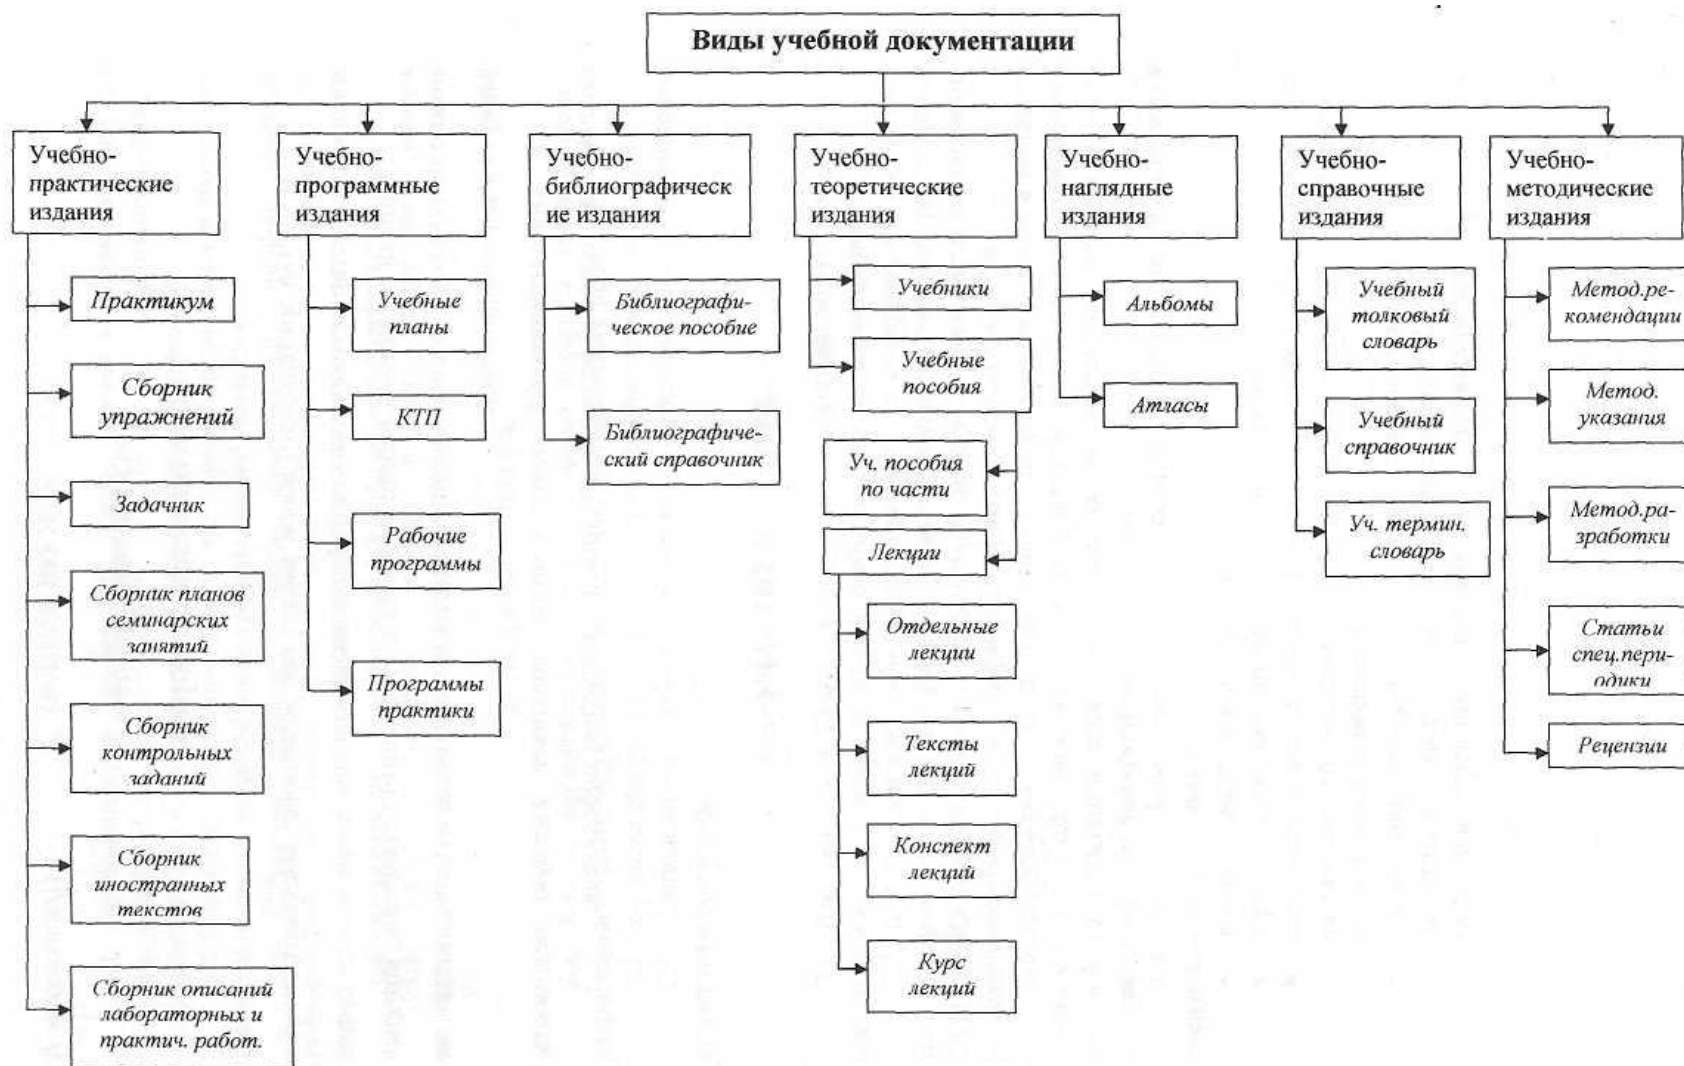 Виды учебной документации
Учебно-
практические
издания
Практикум
Сборник
упражнений
Задачник
Сборник планов
семинарских
занятий
Сборник
контрольных
заданий
Сборник
иностранных
текстов
Сборник описаний
лабораторных и
практич. работ.
Учебно-
программные
издания
Учебные
планы
КТП
Рабочие
программы
Программы
практики
Учебно-
библиографическ
ие издания
Библиографи-
ческое пособие
Библиографиче-
ский справочник
Учебно-
теоретические
издания
Учебники
Учебные
пособия
Уч. пособия
по части
Лекции
Отдельные
лекции
Тексты
лекций
Конспект
лекций
Курс
лекций
Учебно-
наглядные
издания
Альбомы
Атласы
Учебно-
справочные
издания
Учебный
толковый
словарь
Учебный
справочник
Уч. термин.
словарь
Учебно-
методические
издания
Метод.ре-
комендации
Метод.
указания
Метод.ра-
зработки
Статьи
спец.пери-
одики
Рецензии